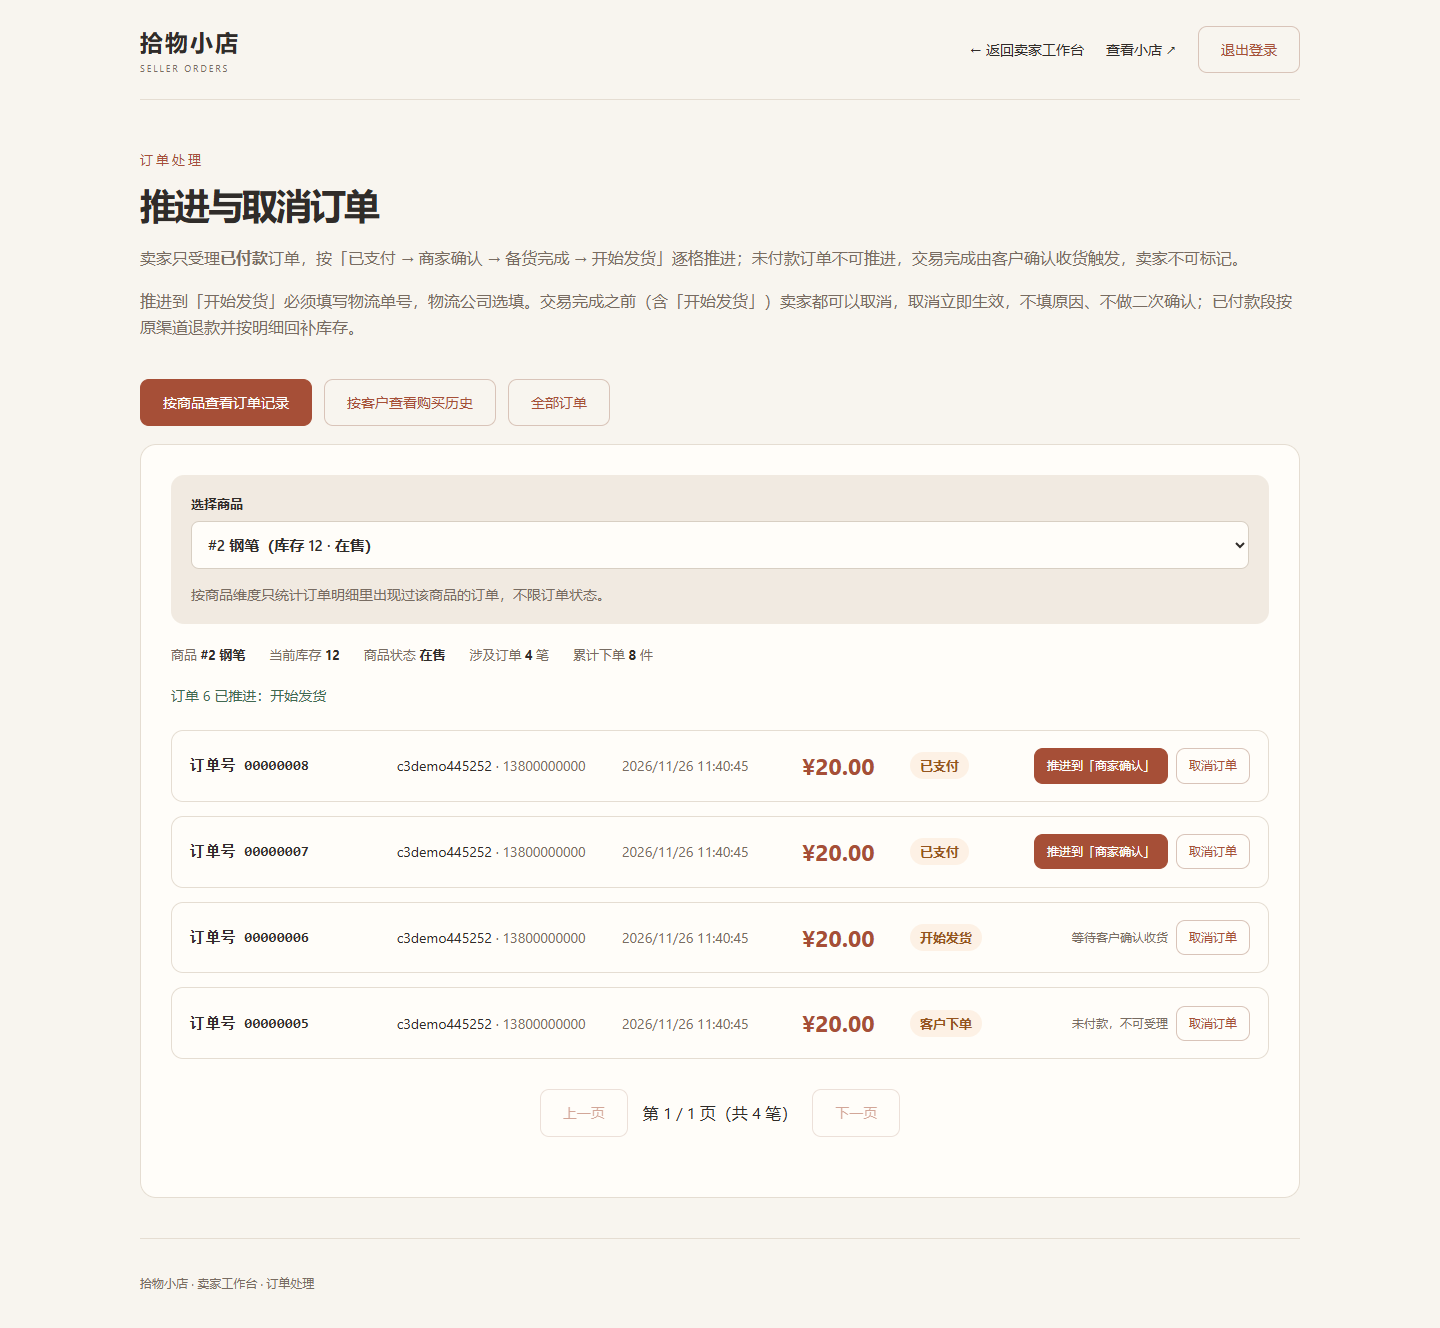 拾物小店
SELLER ORDERS
← 返回卖家工作台
查看小店 ↗
退出登录
订单处理
推进与取消订单
卖家只受理已付款订单，按「已支付 → 商家确认 → 备货完成 → 开始发货」逐格推进；未付款订单不可推进，交易完成由客户确认收货触发，卖家不可标记。
推进到「开始发货」必须填写物流单号，物流公司选填。交易完成之前（含「开始发货」）卖家都可以取消，取消立即生效，不填原因、不做二次确认；已付款段按
原渠道退款并按明细回补库存。
按商品查看订单记录
按客户查看购买历史
全部订单
选择商品
#2 钢笔（库存 12 · 在售）
按商品维度只统计订单明细里出现过该商品的订单，不限订单状态。
商品 #2 钢笔 当前库存 12 商品状态 在售 涉及订单 4 笔 累计下单 8 件
订单 6 已推进：开始发货
订单号 00000008 c3demo445252 · 13800000000 2026/11/26 11:40:45 ¥20.00 已支付 推进到「商家确认」 取消订单
订单号 00000007 c3demo445252 · 13800000000 2026/11/26 11:40:45 ¥20.00 已支付 推进到「商家确认」 取消订单
订单号 00000006 c3demo445252 · 13800000000 2026/11/26 11:40:45 ¥20.00 开始发货 等待客户确认收货 取消订单
订单号 00000005 c3demo445252 · 13800000000 2026/11/26 11:40:45 ¥20.00 客户下单 未付款，不可受理 取消订单
上一页 第 1 / 1 页（共 4 笔） 下一页
拾物小店 · 卖家工作台 · 订单处理